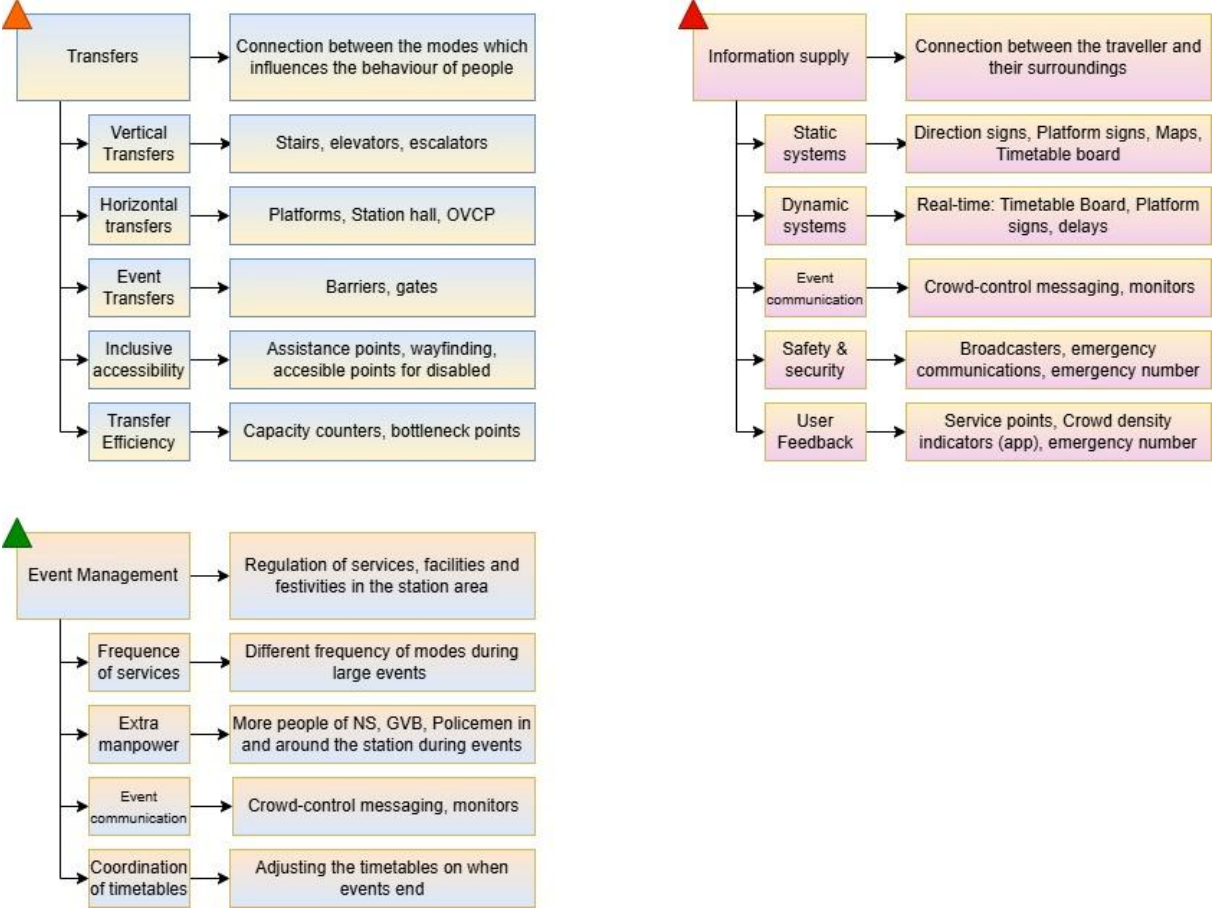 Transfers
Connection between the modes which
influences the behaviour of people
Vertical
Transfers
Stairs, elevators, escalators
Horizontal
transfers
Platforms, Station hall, OVCP
Event
Transfers
Barriers, gates
Inclusive
accessibility
Assistance points, wayfinding,
accesible points for disabled
Transfer
Efficiency
Capacity counters, bottleneck points
Information supply
Connection between the traveller and
their surroundings
Static
systems
Direction signs, Platform signs, Maps,
Timetable board
Dynamic
systems
Real-time: Timetable Board, Platform
signs, delays
Event
communication
Crowd-control messaging, monitors
Safety &
security
Broadcasters, emergency
communications, emergency number
User
Feedback
Service points, Crowd density
indicators (app), emergency number
Event Management
Regulation of services, facilities and
festivities in the station area
Frequence
of services
Different frequency of modes during
large events
Extra
manpower
More people of NS, GVB, Policemen in
and around the station during events
Event
communication
Crowd-control messaging, monitors
Coordination
of timetables
Adjusting the timetables on when
events end